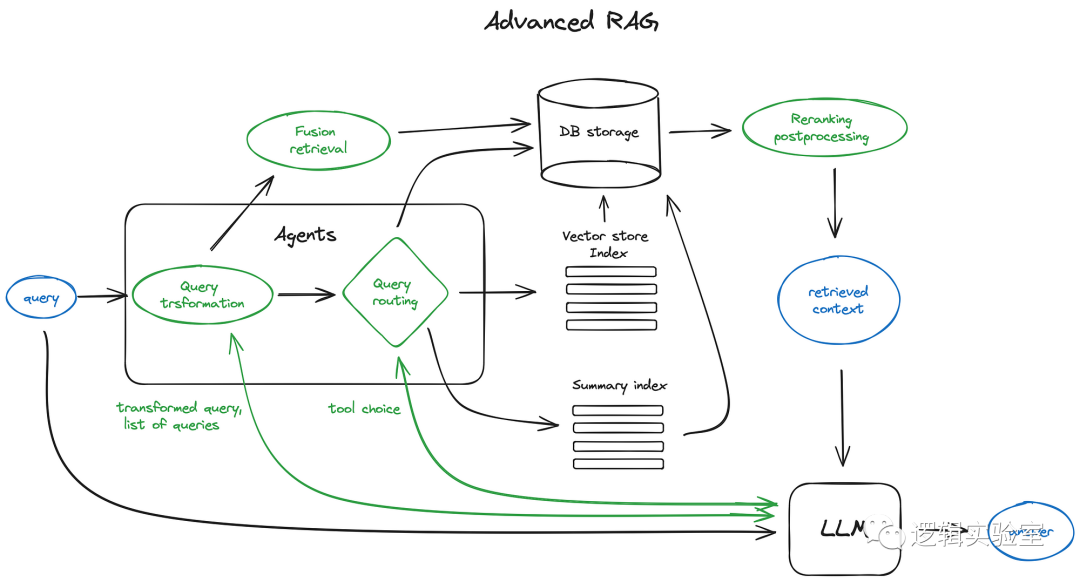 Advanced RAG
Fusion
retrieval
DB storage
Reranking
postprocessing
Agents
Vector store
Index
query
Query
trsformation
Query
routing
retrieved
context
Summary index
transformed query,
list of queries
tool choice
LLM
answer
逻辑实验室